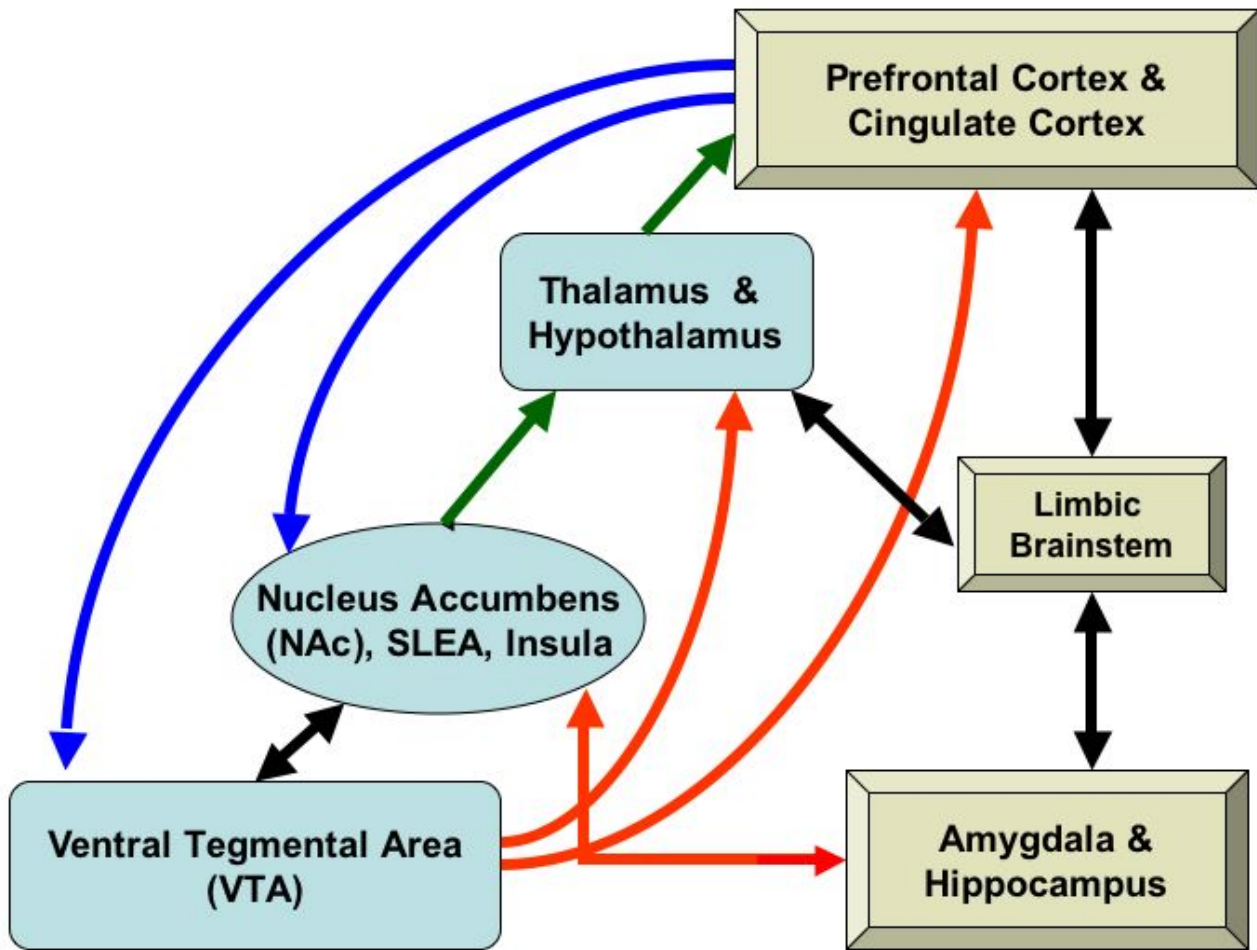 Prefrontal Cortex &
Cingulate Cortex
Thalamus &
Hypothalamus
Limbic
Brainstem
Nucleus Accumbens
(NAc), SLEA, Insula
Ventral Tegmental Area
(VTA)
Amygdala &
Hippocampus